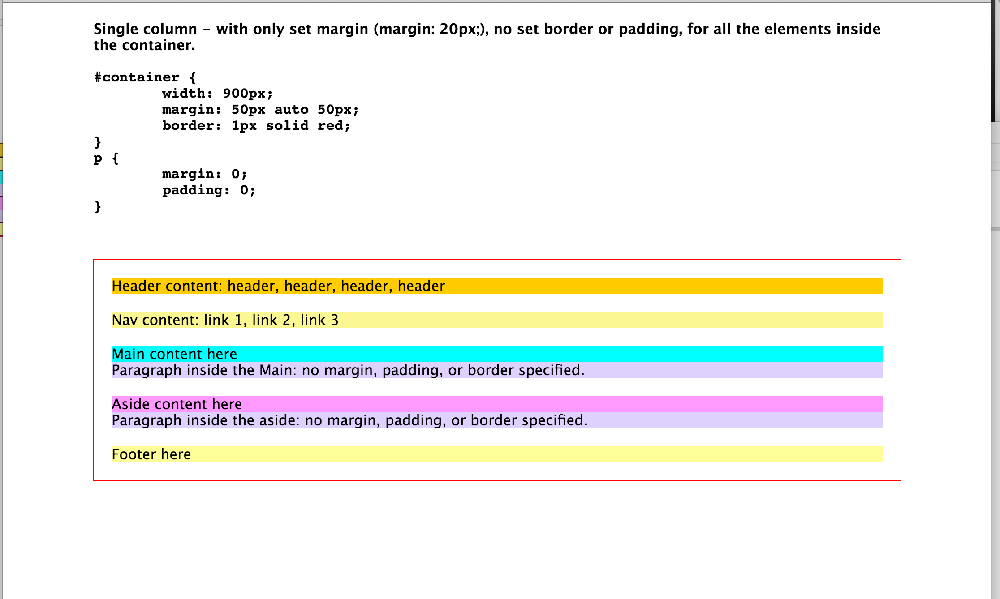 Single column – with only set margin (margin: 20px;), no set border or padding, for all the elements inside
the container.
#container {
width: 900px;
margin: 50px auto 50px;
border: 1px solid red;
}
p {
margin: 0;
padding: 0;
}
Header content: header, header, header, header
Nav content: link 1, link 2, link 3
Main content here
Paragraph inside the Main: no margin, padding, or border specified.
Aside content here
Paragraph inside the aside: no margin, padding, or border specified.
Footer here